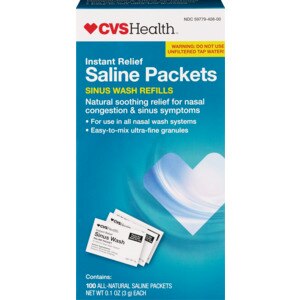 NDC 59779-408-00
CVSHealth
WARNING: DO NOT USE
UNFILTERED TAP WATER
Instant Relief
Saline Packets
SINUS WASH REFILLS
Natural soothing relief for nasal
congestion & sinus symptoms
• For use in all nasal wash systems
• Easy-to-mix ultra-fine granules
Sinus Wash
Contains:
100 ALL-NATURAL SALINE PACKETS
NET WT 0.1 OZ (3 g) EACH